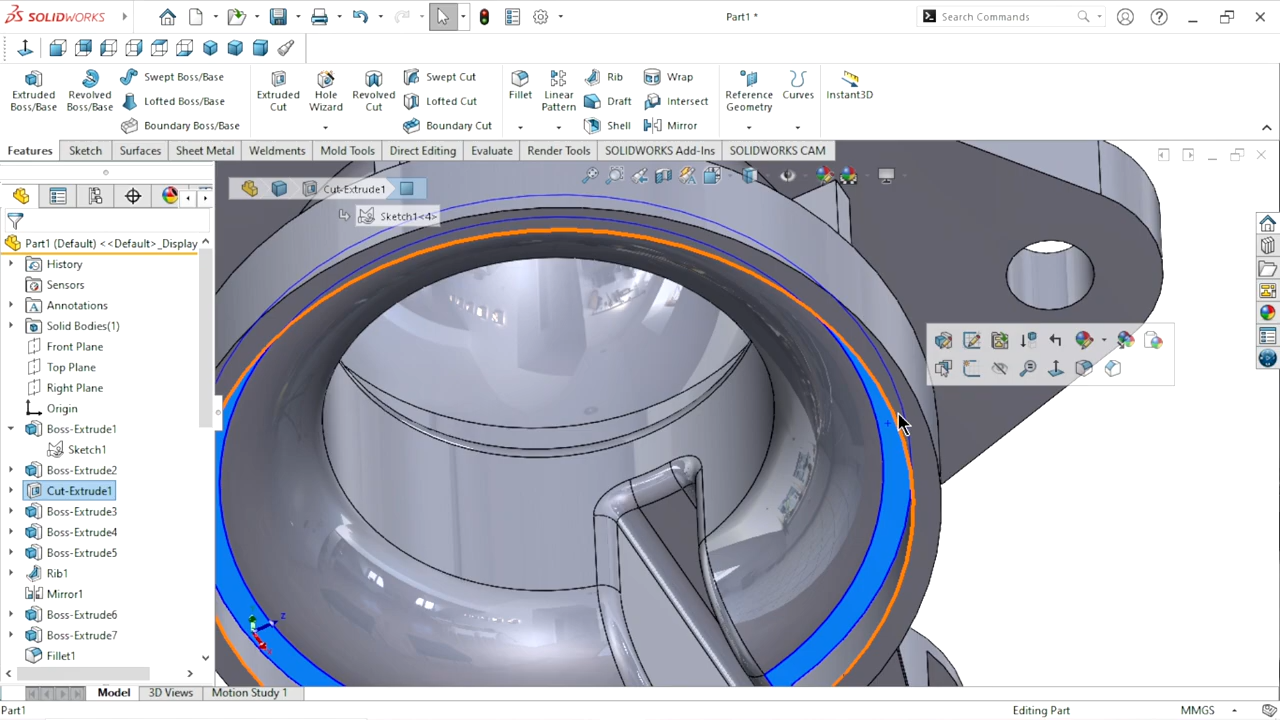 SOLIDWORKS
Part1 *
Search Commands
Extruded Boss/Base
Revolved Boss/Base
Swept Boss/Base
Lofted Boss/Base
Boundary Boss/Base
Extruded Cut
Hole Wizard
Revolved Cut
Swept Cut
Lofted Cut
Boundary Cut
Fillet
Linear Pattern
Rib
Draft
Shell
Wrap
Intersect
Mirror
Reference Geometry
Curves
Instant3D
Features
Sketch
Surfaces
Sheet Metal
Weldments
Mold Tools
Direct Editing
Evaluate
Render Tools
SOLIDWORKS Add-Ins
SOLIDWORKS CAM
Cut-Extrude1
Sketch1<4>
Part1 (Default) <<Default>_Display
History
Sensors
Annotations
Solid Bodies(1)
Front Plane
Top Plane
Right Plane
Origin
Boss-Extrude1
Sketch1
Boss-Extrude2
Cut-Extrude1
Boss-Extrude3
Boss-Extrude4
Boss-Extrude5
Rib1
Mirror1
Boss-Extrude6
Boss-Extrude7
Fillet1
z
Model
3D Views
Motion Study 1
Part1
Editing Part
MMGS